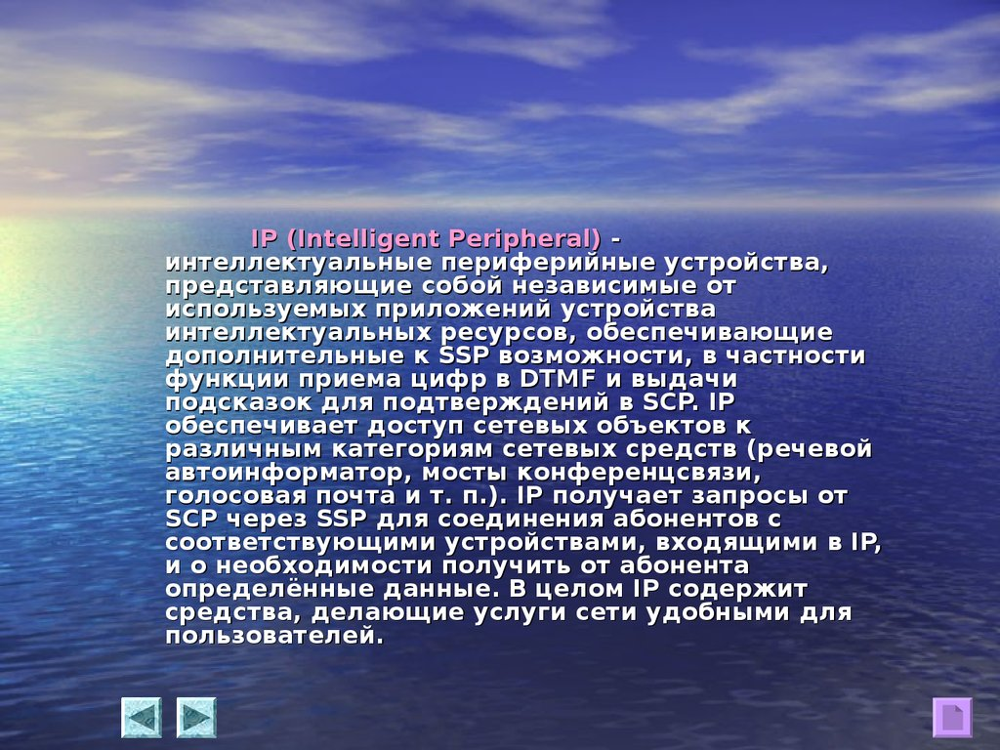 IP (Intelligent Peripheral) -
интеллектуальные периферийные устройства,
представляющие собой независимые от
используемых приложений устройства
интеллектуальных ресурсов, обеспечивающие
дополнительные к SSP возможности, в частности
функции приема цифр в DTMF и выдачи
подсказок для подтверждений в SCP. IP
обеспечивает доступ сетевых объектов к
различным категориям сетевых средств (речевой
автоинформатор, мосты конференцсвязи,
голосовая почта и т. п.). IP получает запросы от
SCP через SSP для соединения абонентов с
соответствующими устройствами, входящими в IP,
и о необходимости получить от абонента
определённые данные. В целом IP содержит
средства, делающие услуги сети удобными для
пользователей.